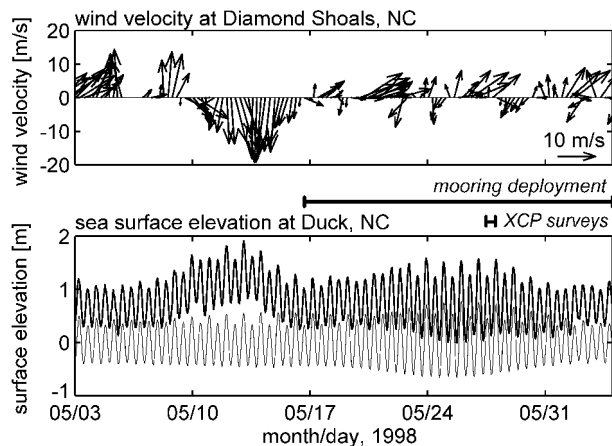 wind velocity at Diamond Shoals, NC
wind velocity [m/s]
20
10
0
-10
-20
10 m/s
mooring deployment
XCP surveys
sea surface elevation at Duck, NC
surface elevation [m]
2
1
0
-1
05/03 05/10 05/17 05/24 05/31
month/day, 1998